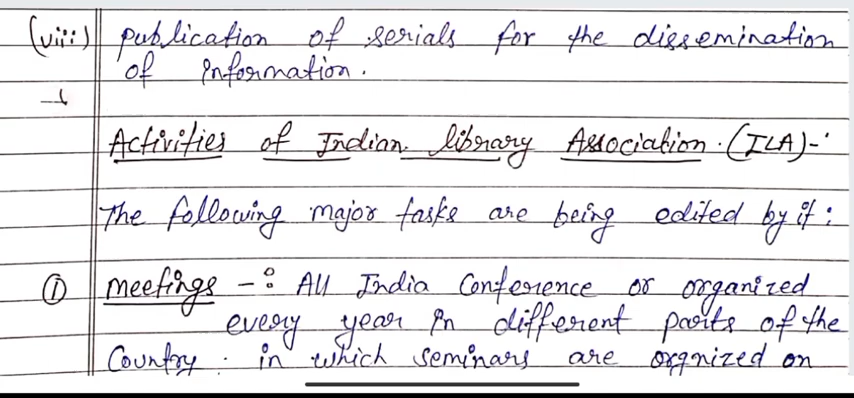 (viii) publication of serials for the dissemination
of information.
Activities of Indian library Association. (ILA)-:
The following major tasks are being edited by it :
① Meetings -: All India Conference or organized
every year in different parts of the
Country. in which seminars are orgnized on